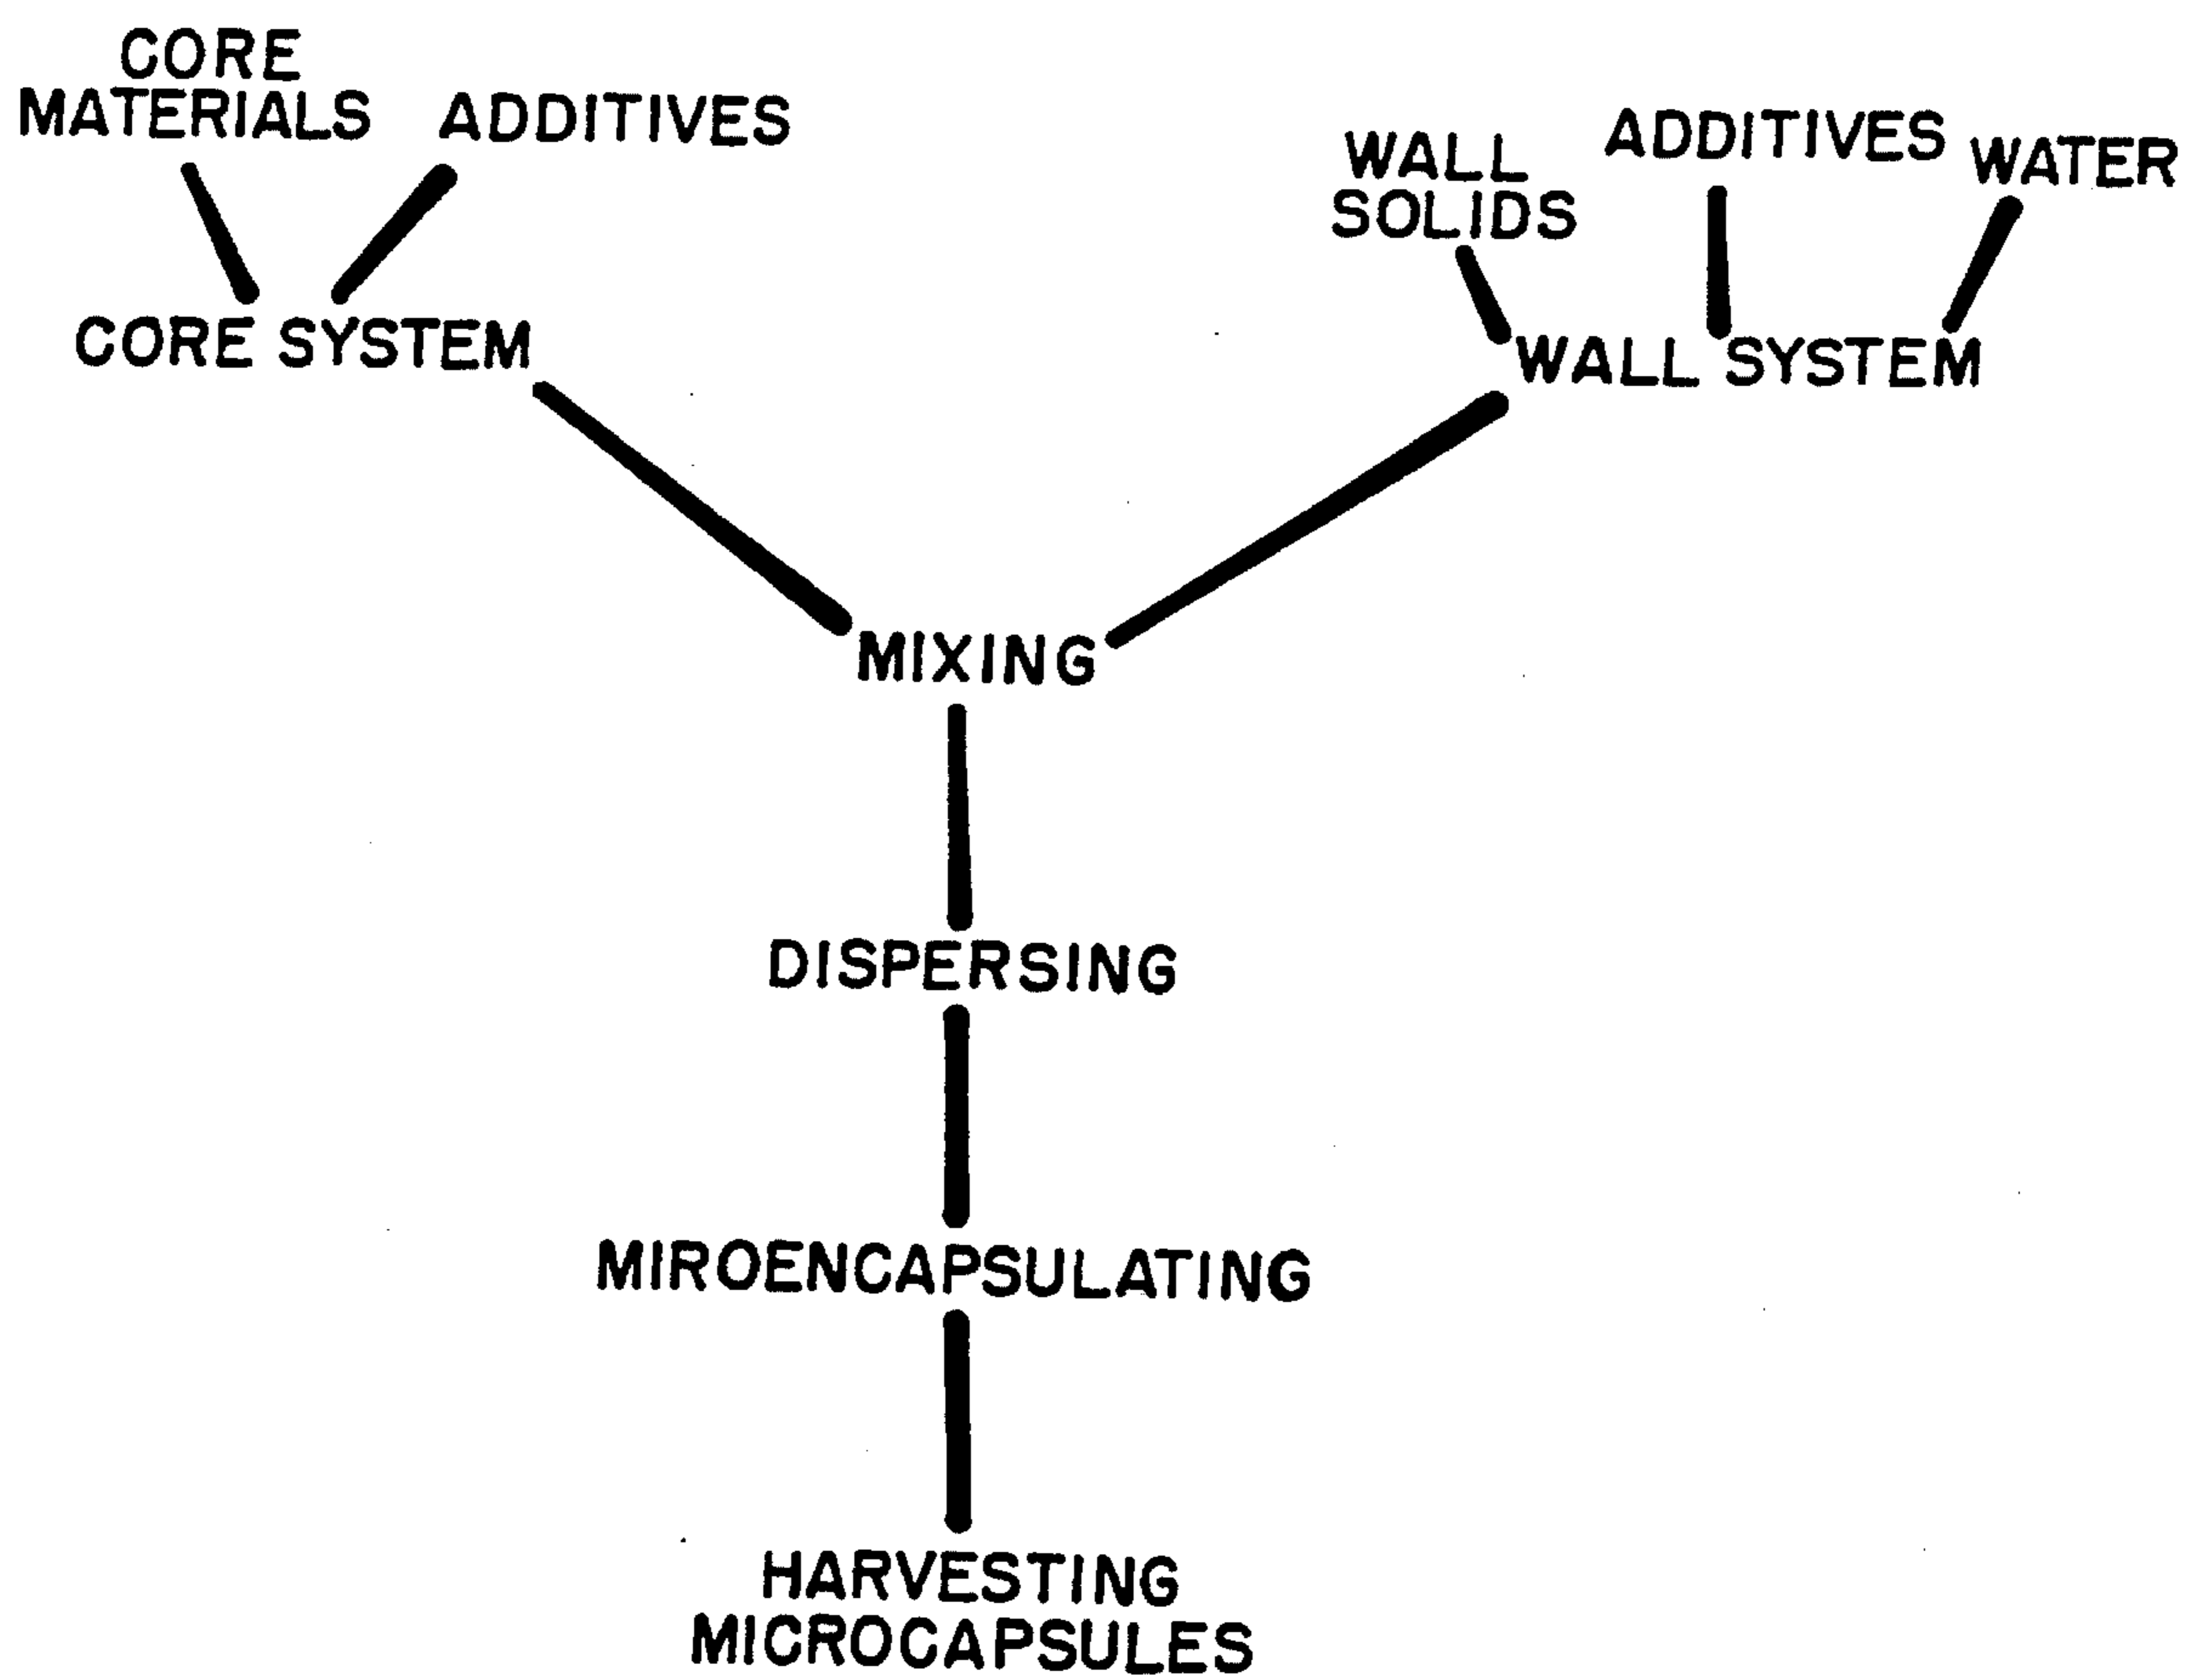 CORE
MATERIALS
ADDITIVES
WALL
SOLIDS
ADDITIVES
WATER
CORE SYSTEM
WALL SYSTEM
MIXING
DISPERSING
MIROENCAPSULATING
HARVESTING
MICROCAPSULES